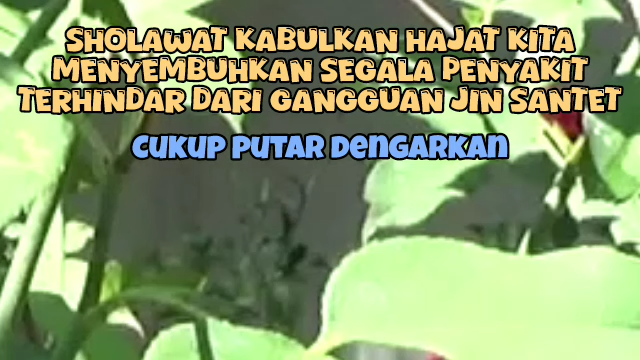 SHOLAWAT KABULKAN HAJAT KITA
MENYEMBUHKAN SEGALA PENYAKIT
TERHINDAR DARI GANGGUAN JIN SANTET
CUKUP PUTAR DENGARKAN